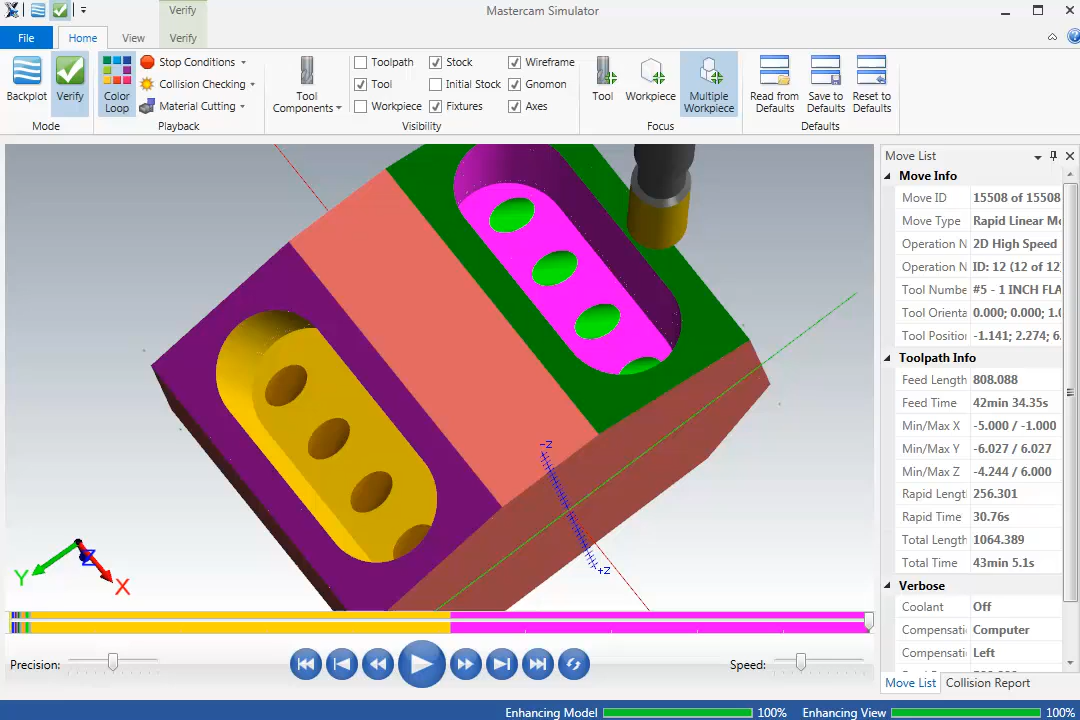 Verify
Mastercam Simulator
File
Home
View
Verify
Backplot
Verify
Mode
Color Loop
Stop Conditions
Collision Checking
Material Cutting
Playback
Tool Components
Toolpath
Stock
Wireframe
Tool
Initial Stock
Gnomon
Workpiece
Fixtures
Axes
Visibility
Tool
Workpiece
Multiple Workpiece
Focus
Read from Defaults
Save to Defaults
Reset to Defaults
Defaults
-Z
+Z
Y
Z
X
Move List
Move Info
Move ID 15508 of 15508
Move Type Rapid Linear Mo
Operation N 2D High Speed
Operation N ID: 12 (12 of 12
Tool Numbe #5 - 1 INCH FLA
Tool Orienta 0.000; 0.000; 1.0
Tool Position -1.141; 2.274; 6.
Toolpath Info
Feed Length 808.088
Feed Time 42min 34.35s
Min/Max X -5.000 / -1.000
Min/Max Y -6.027 / 6.027
Min/Max Z -4.244 / 6.000
Rapid Lengt 256.301
Rapid Time 30.76s
Total Length 1064.389
Total Time 43min 5.1s
Verbose
Coolant Off
Compensati Computer
Compensati Left
Move List
Collision Report
Precision:
Speed:
Enhancing Model 100%
Enhancing View 100%